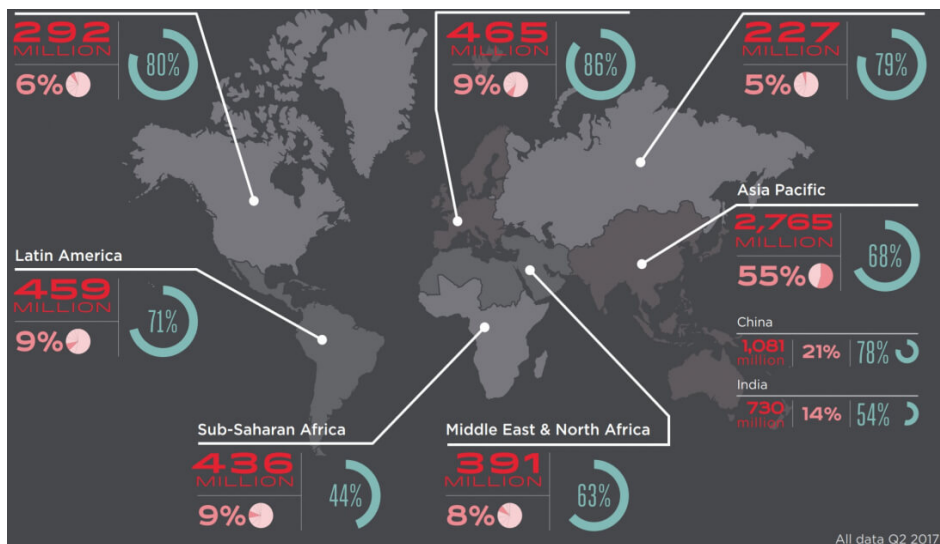 292
MILLION
6%
80%
465
MILLION
9%
86%
227
MILLION
5%
79%
Asia Pacific
2,765
MILLION
55%
68%
China
1,081
million
21%
78%
India
730
million
14%
54%
Latin America
459
MILLION
9%
71%
Sub-Saharan Africa
436
MILLION
9%
44%
Middle East & North Africa
391
MILLION
8%
63%
All data Q2 2017